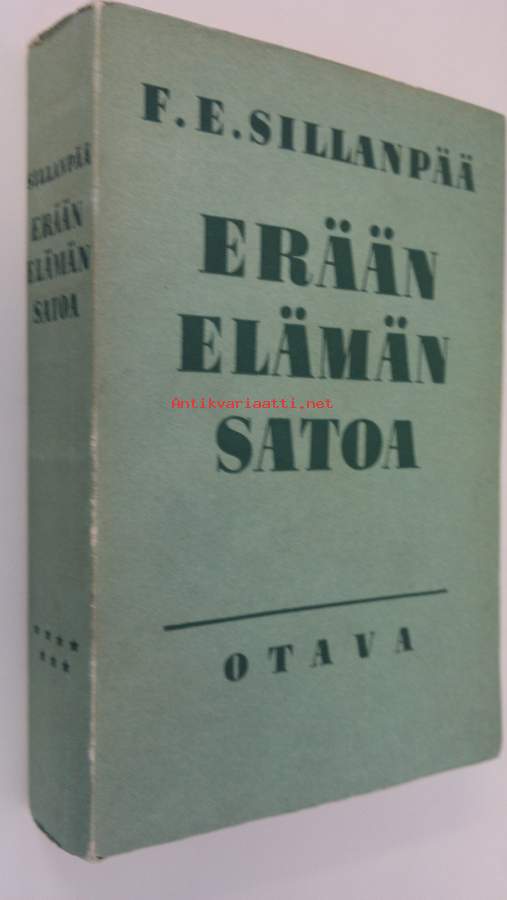 F. E. SILLANPÄÄ
ERÄÄN
ELÄMÄN
SATOA
Antikvariaatti.net
OTAVA
SILLANPÄÄ
ERÄÄN
ELÄMÄN
SATOA